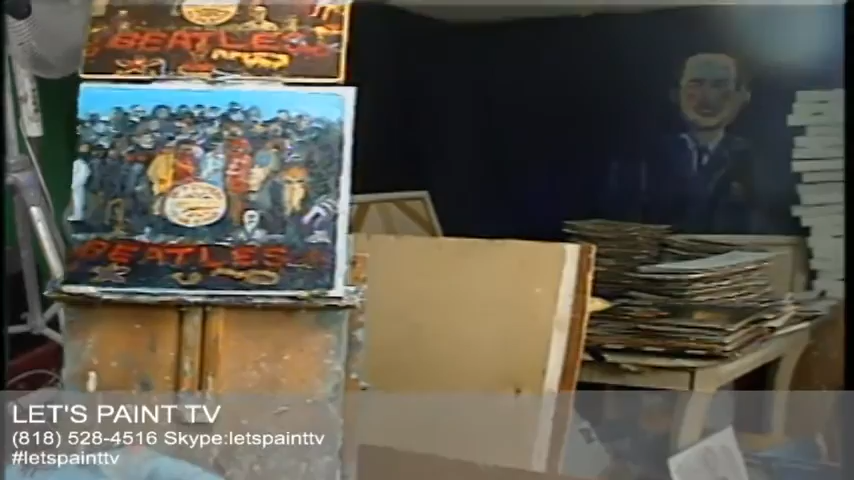 BEATLES
BEATLES
LET'S PAINT TV
(818) 528-4516 Skype:letspainttv
#letspainttv